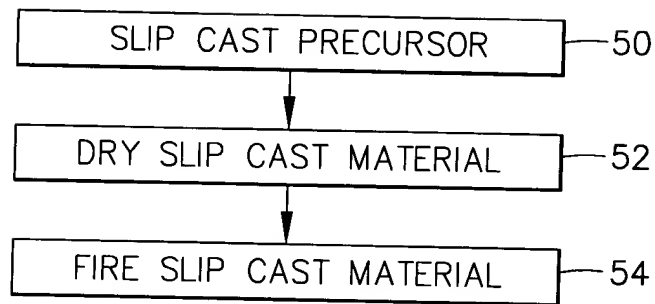 SLIP CAST PRECURSOR 50
DRY SLIP CAST MATERIAL 52
FIRE SLIP CAST MATERIAL 54